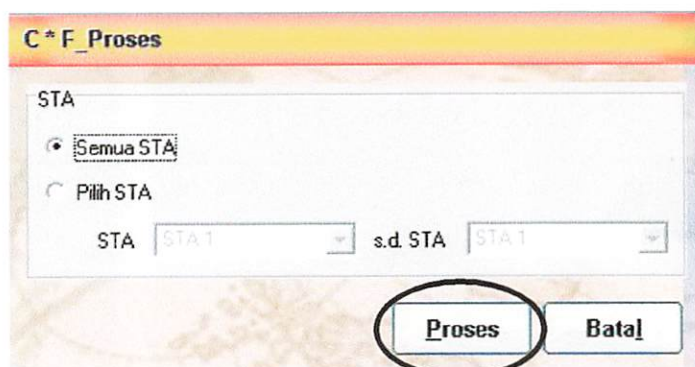 C * F_Proses
STA
Semua STA
Pilih STA
STA STA 1 s.d. STA STA 1
Proses Batal